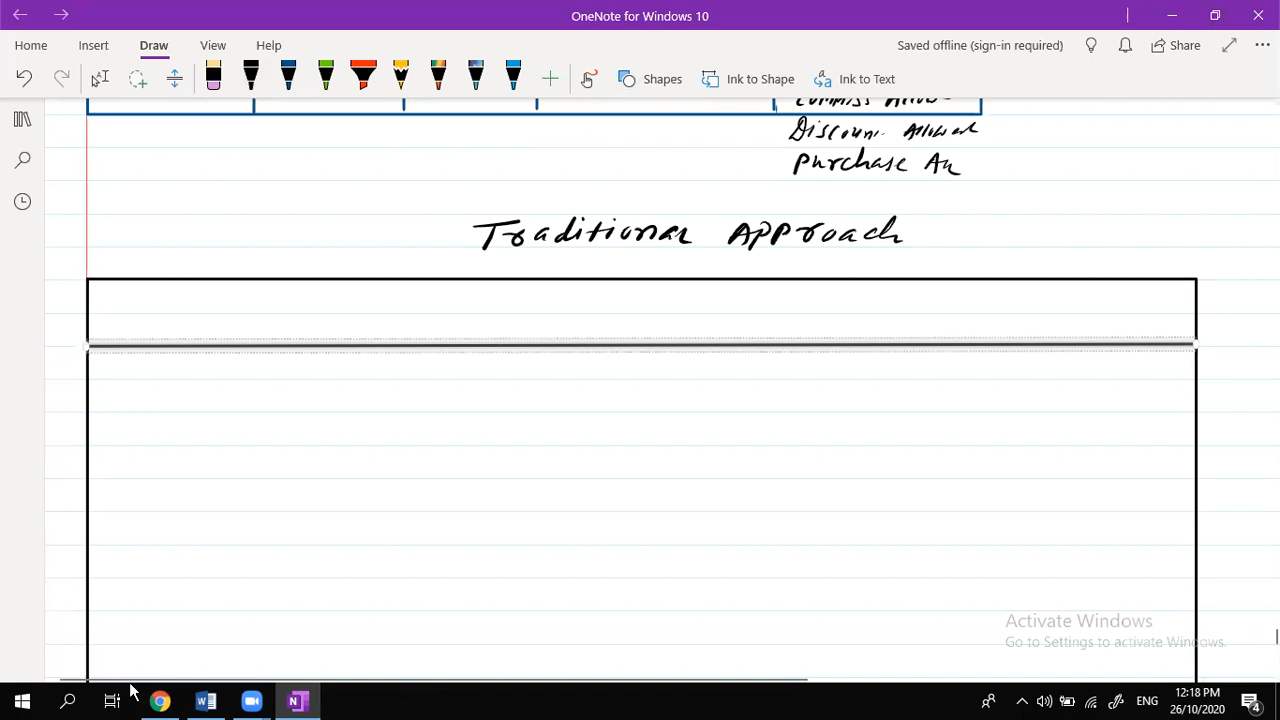 OneNote for Windows 10
Home Insert Draw View Help Saved offline (sign-in required) Share
Shapes Ink to Shape Ink to Text
Discoun. Allowed
Purchase
Traditional Approach
Activate Windows
Go to Settings to activate Windows.
ENG 12:18 PM
26/10/2020
4